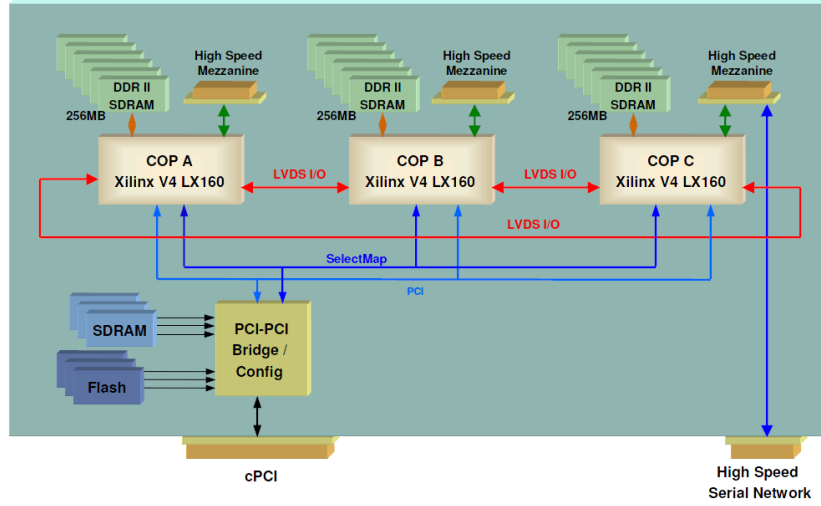 High Speed
Mezzanine
High Speed
Mezzanine
High Speed
Mezzanine
DDR II
SDRAM
256MB
DDR II
SDRAM
256MB
DDR II
SDRAM
256MB
COP A
Xilinx V4 LX160
LVDS I/O
COP B
Xilinx V4 LX160
LVDS I/O
COP C
Xilinx V4 LX160
LVDS I/O
SelectMap
PCI
SDRAM
PCI-PCI
Bridge /
Config
Flash
cPCI
High Speed
Serial Network